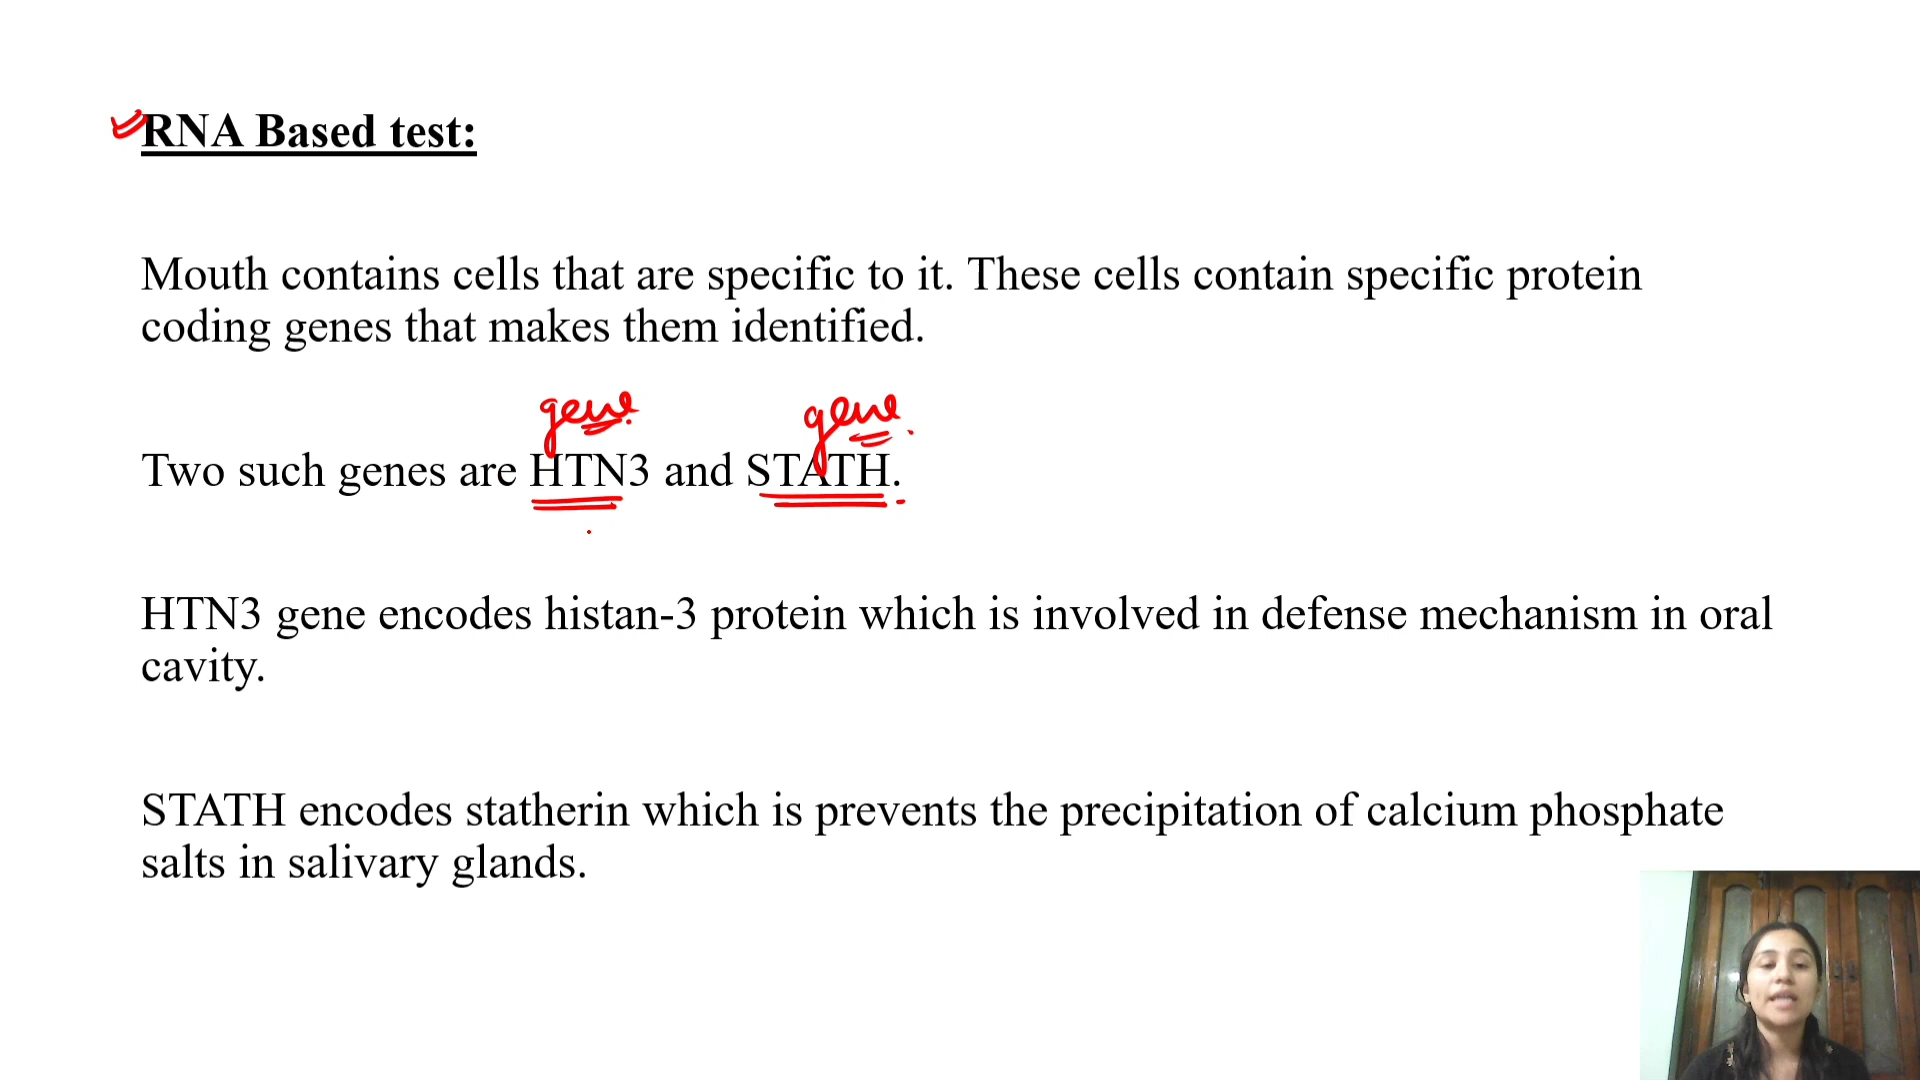 RNA Based test:
Mouth contains cells that are specific to it. These cells contain specific protein
coding genes that makes them identified.
gene gene
Two such genes are HTN3 and STATH.
HTN3 gene encodes histan-3 protein which is involved in defense mechanism in oral
cavity.
STATH encodes statherin which is prevents the precipitation of calcium phosphate
salts in salivary glands.